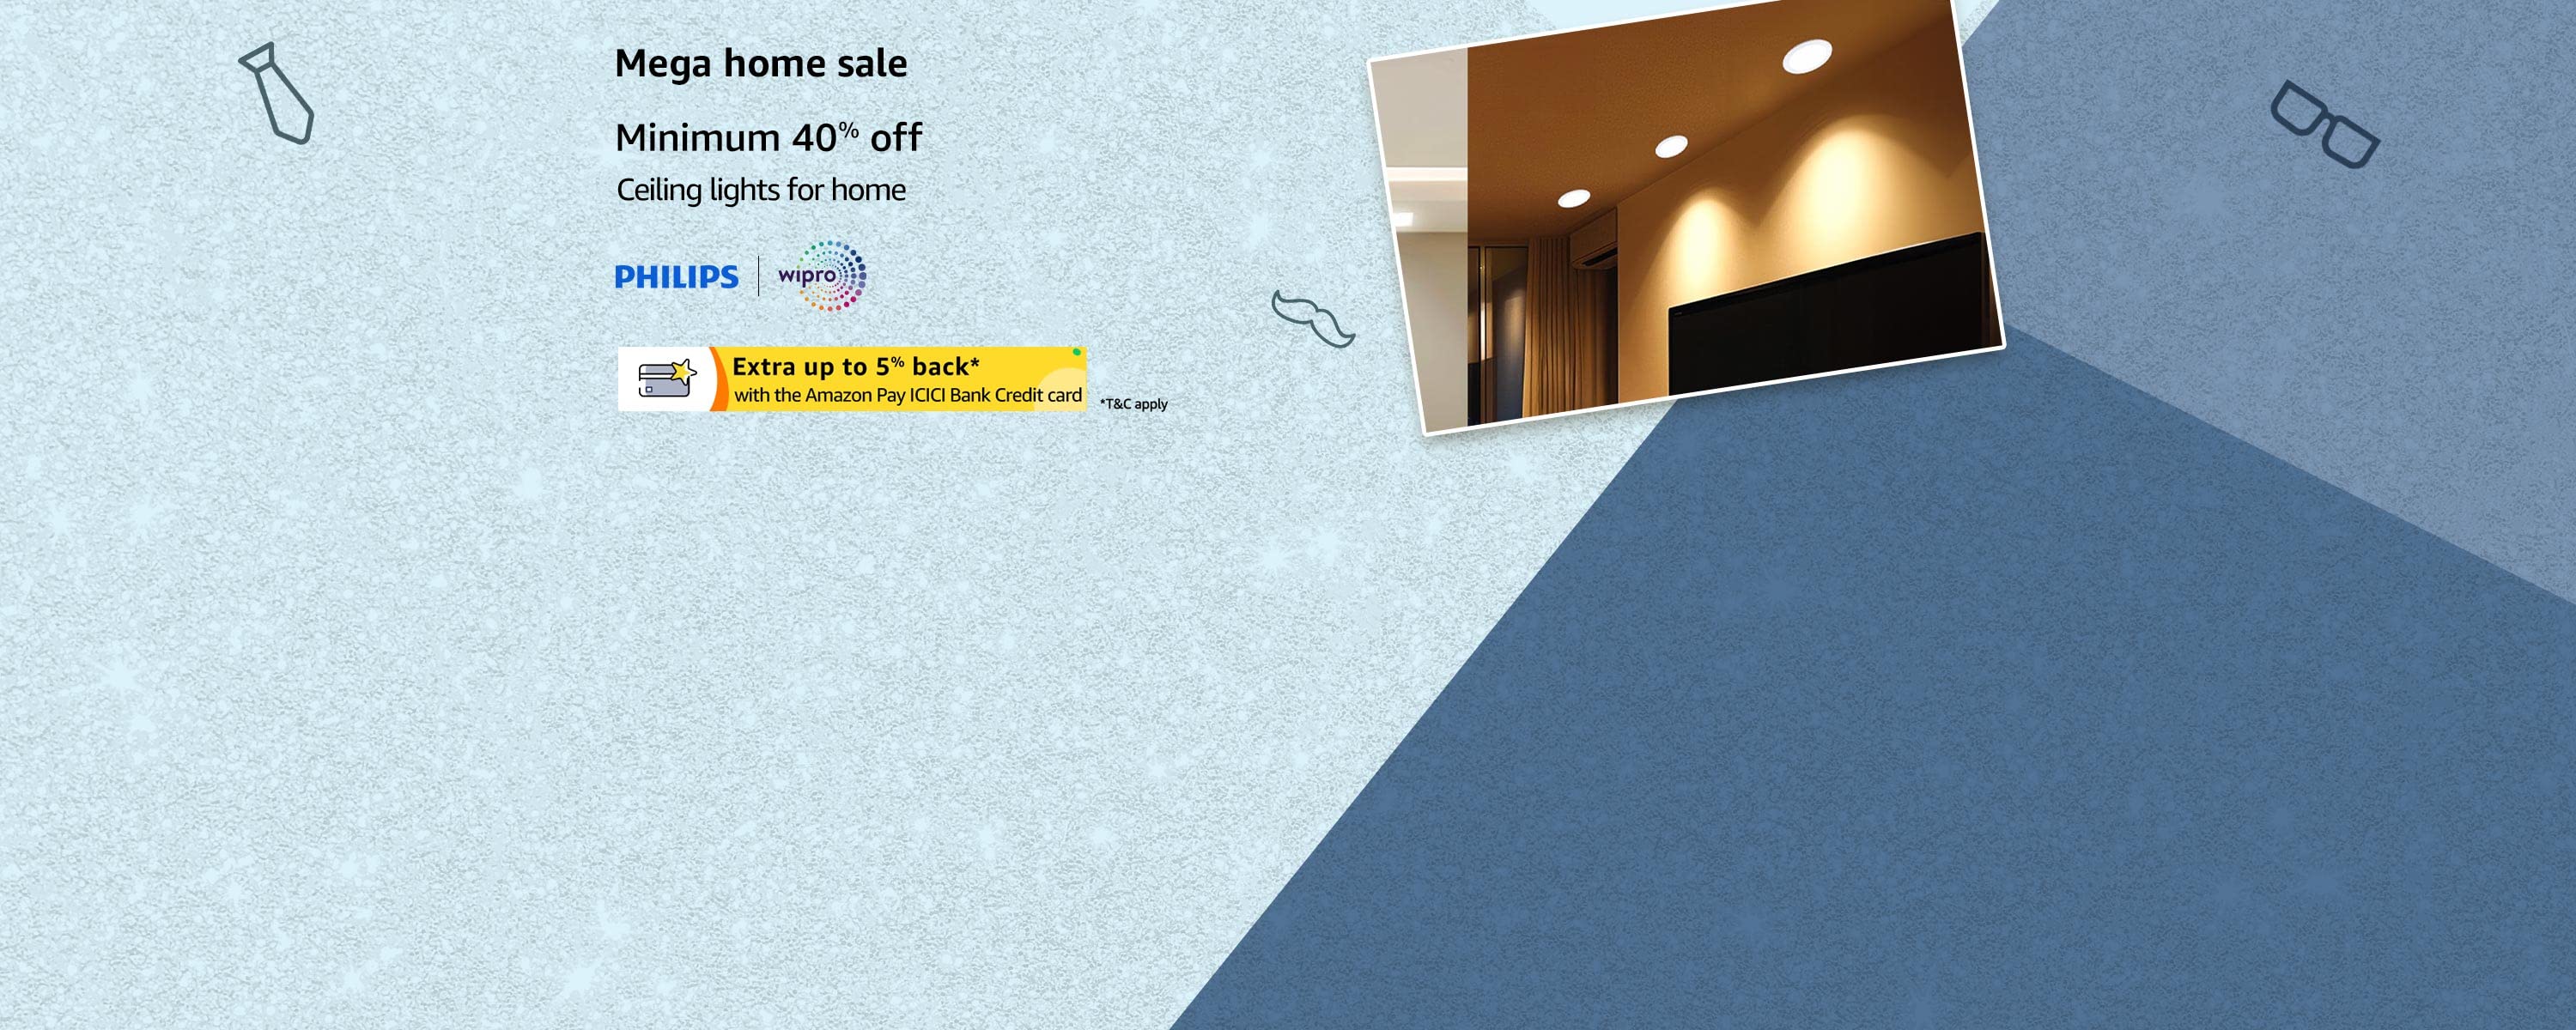 Mega home sale
Minimum 40% off
Ceiling lights for home
PHILIPS
wipro
Extra up to 5% back*
with the Amazon Pay ICICI Bank Credit card
*T&C apply